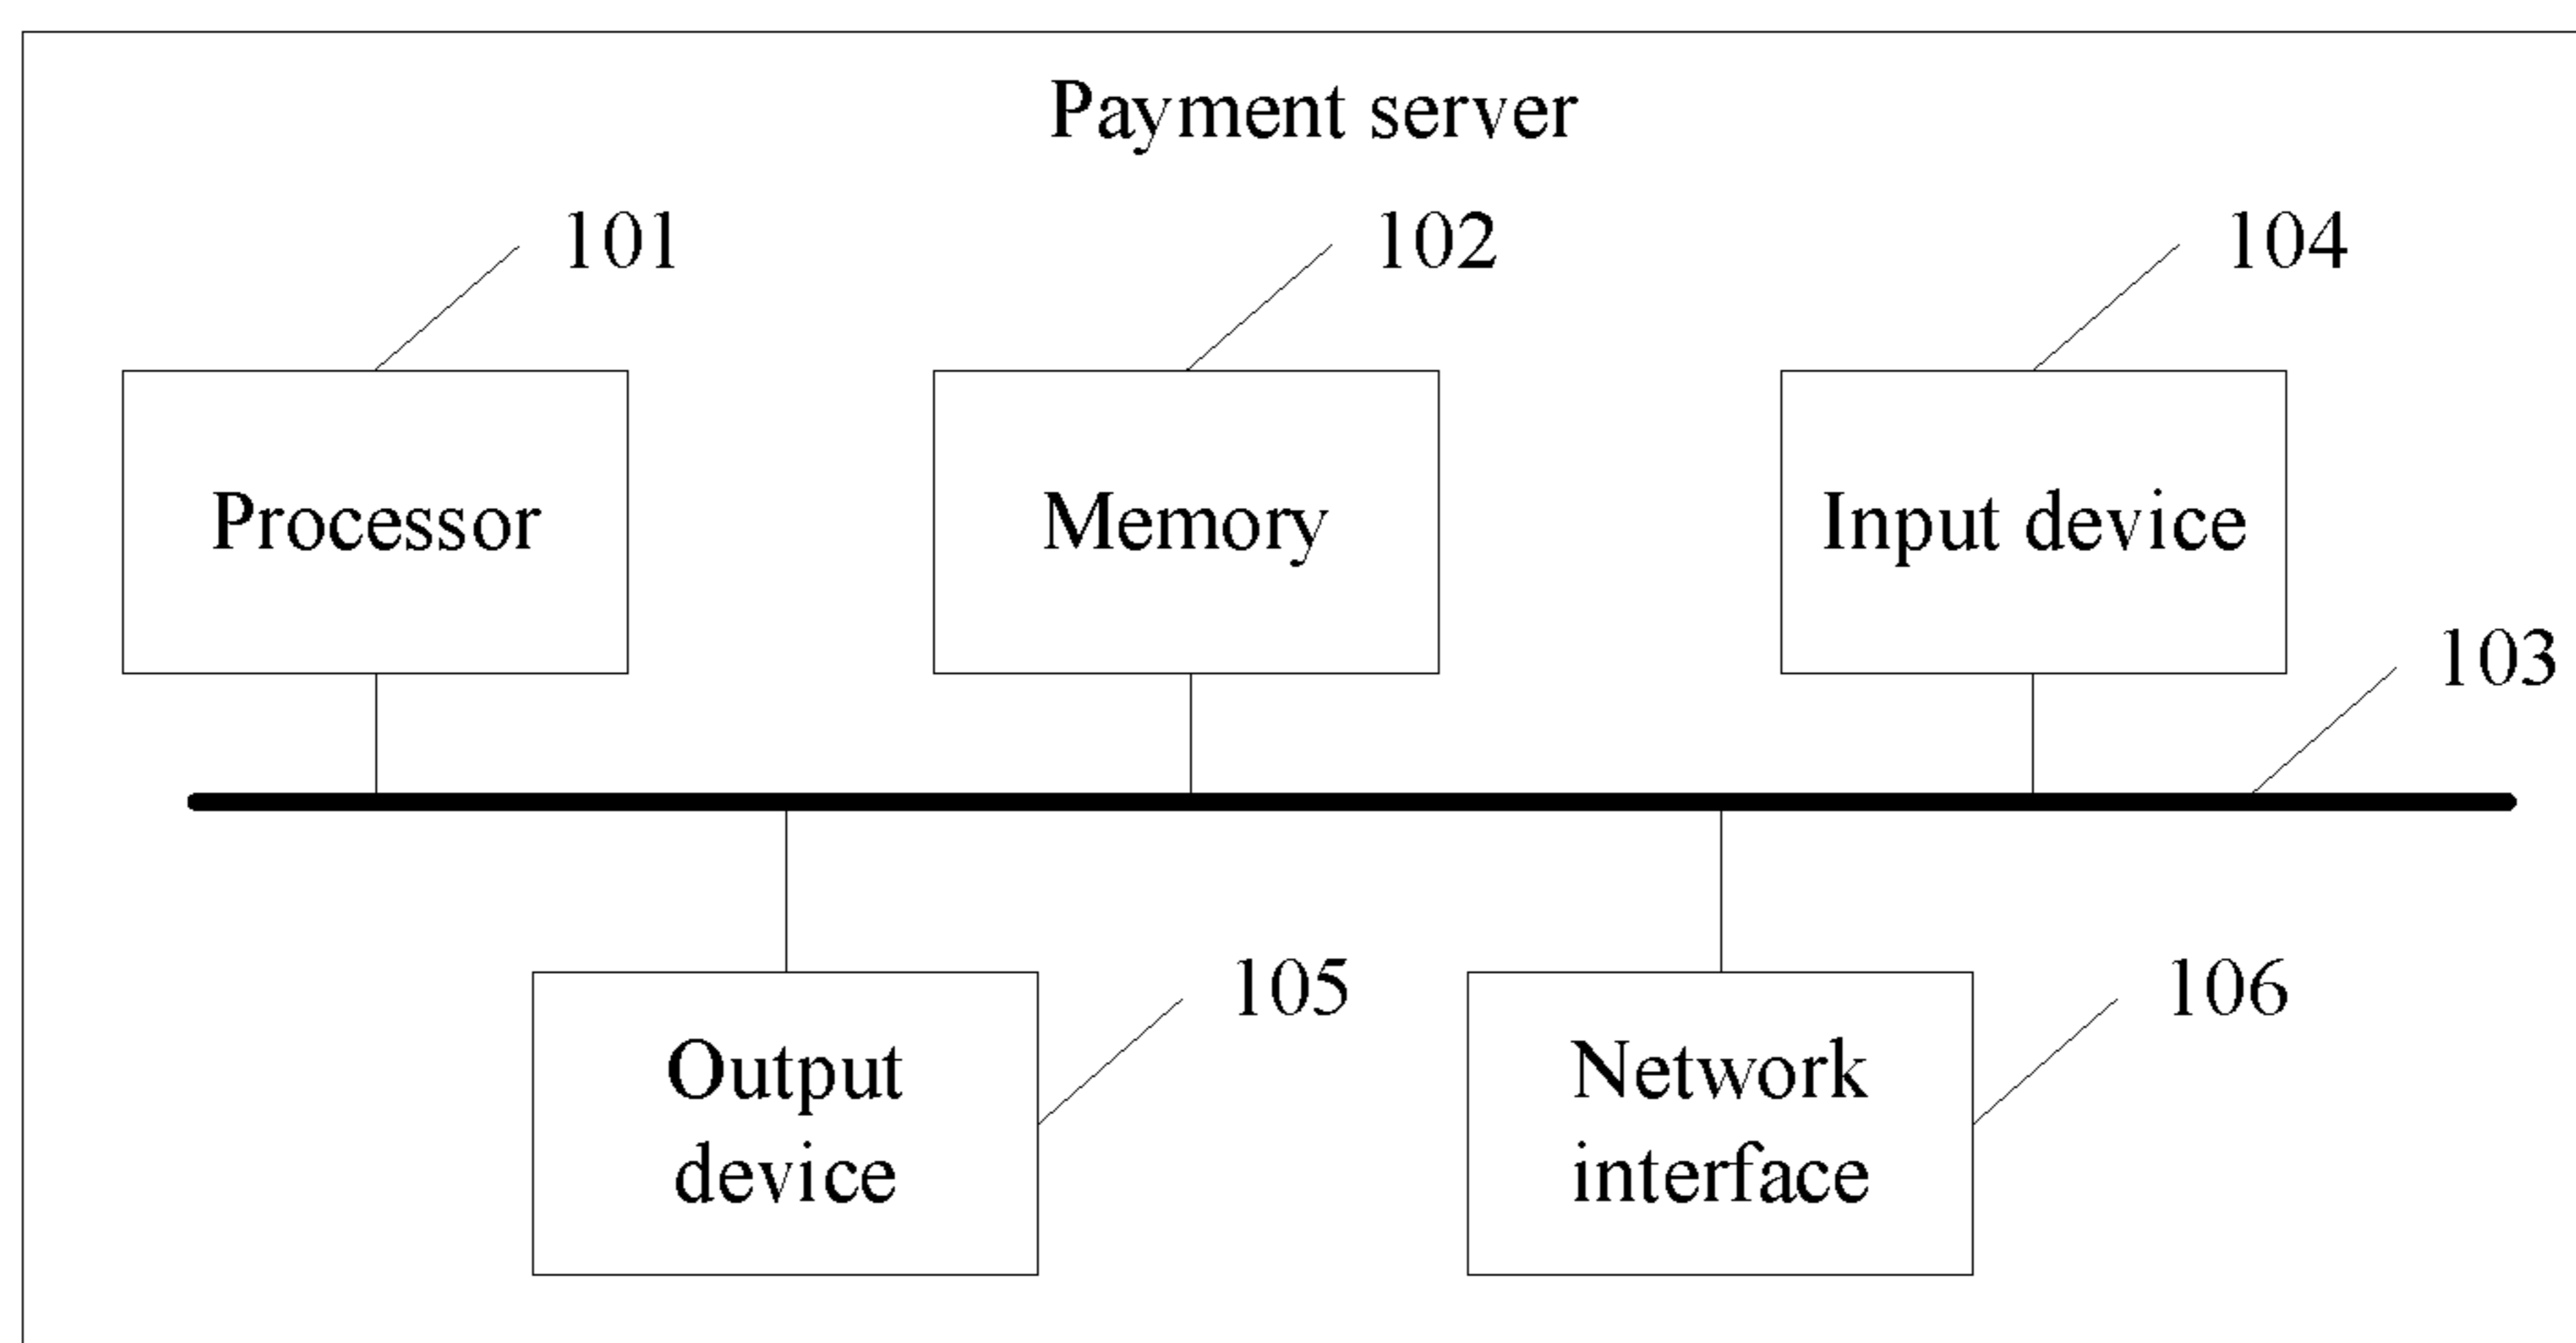 Payment server
101
102
104
Processor
Memory
Input device
103
105
106
Output
device
Network
interface